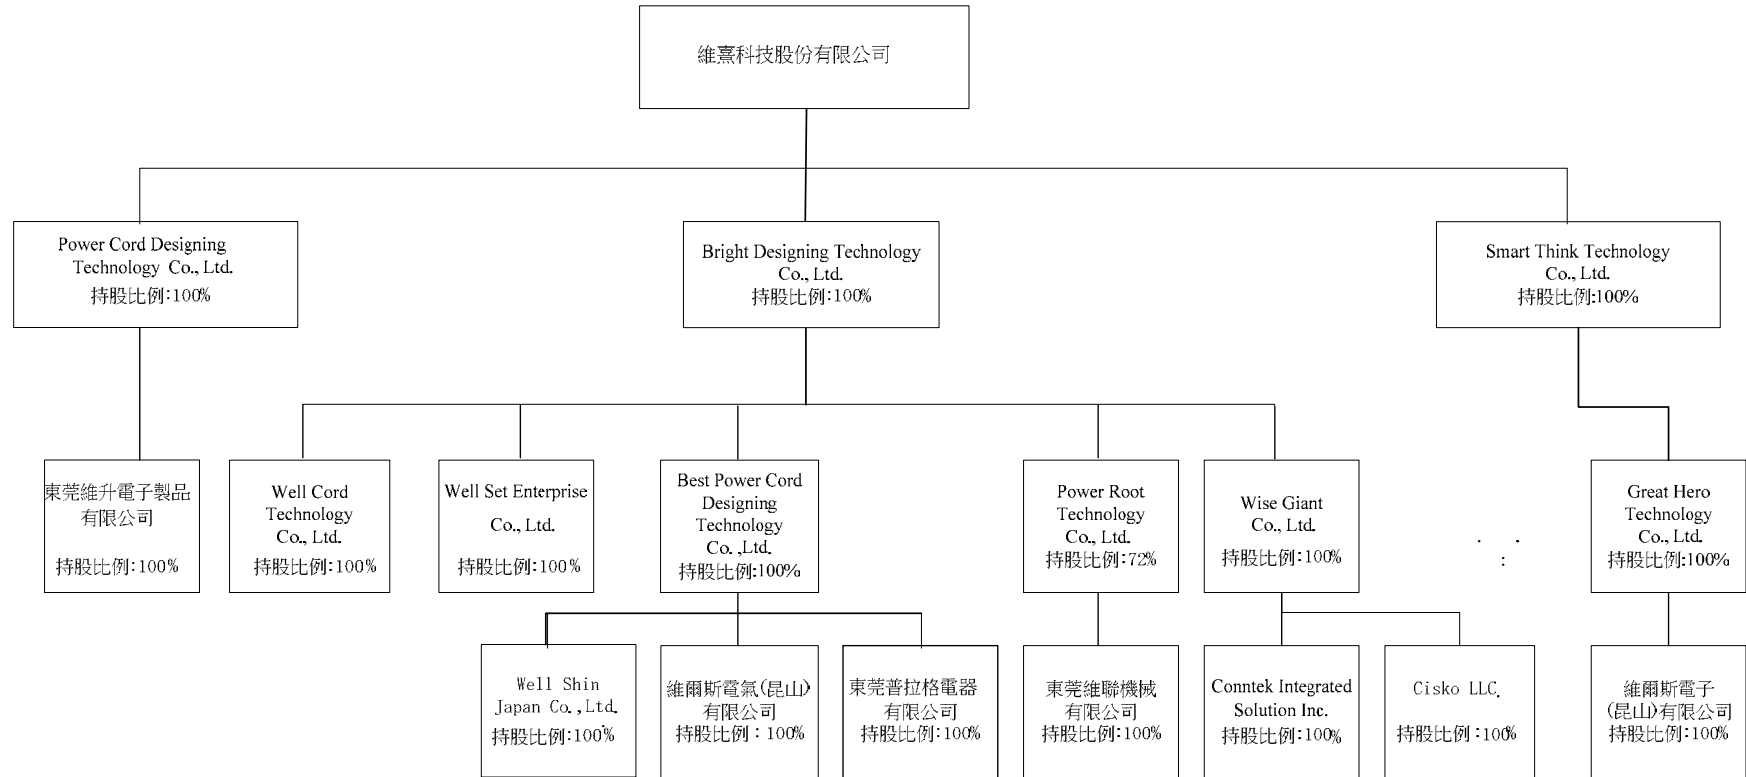 維熹科技股份有限公司
Power Cord Designing
Technology Co., Ltd.
持股比例:100%
Bright Designing Technology
Co., Ltd.
持股比例:100%
Smart Think Technology
Co., Ltd.
持股比例:100%
東莞維升電子製品
有限公司
持股比例:100%
Well Cord
Technology
Co., Ltd.
持股比例:100%
Well Set Enterprise
Co., Ltd.
持股比例:100%
Best Power Cord
Designing
Technology
Co. ,Ltd.
持股比例:100%
Power Root
Technology
Co., Ltd.
持股比例:72%
Wise Giant
Co., Ltd.
持股比例:100%
Great Hero
Technology
Co., Ltd.
持股比例:100%
Well Shin
Japan Co.,Ltd.
持股比例:100%
維爾斯電氣(昆山)
有限公司
持股比例：100%
東莞普拉格電器
有限公司
持股比例:100%
東莞維聯機械
有限公司
持股比例:100%
Conntek Integrated
Solution Inc.
持股比例:100%
Cisko LLC.
持股比例:100%
維爾斯電子
(昆山)有限公司
持股比例:100%